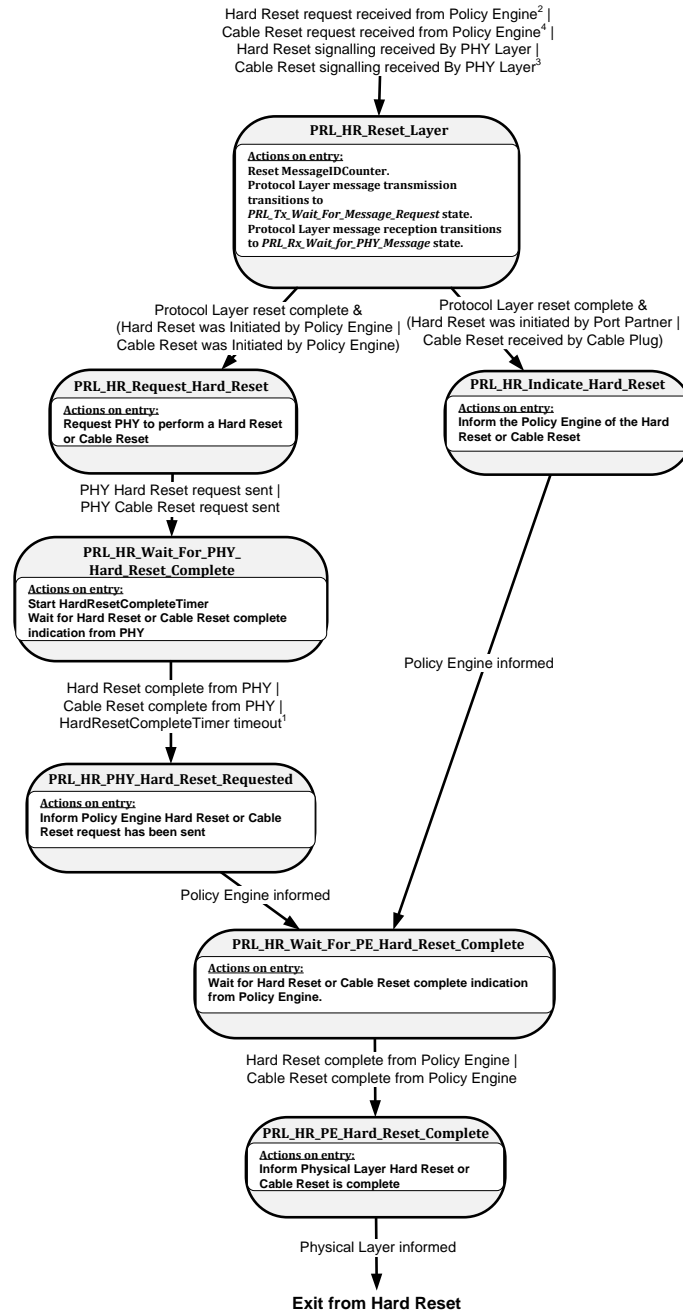 Hard Reset request received from Policy Engine² |
Cable Reset request received from Policy Engine⁴ |
Hard Reset signalling received By PHY Layer |
Cable Reset signalling received By PHY Layer³
PRL_HR_Reset_Layer
Actions on entry:
Reset MessageIDCounter.
Protocol Layer message transmission
transitions to
PRL_Tx_Wait_For_Message_Request state.
Protocol Layer message reception transitions
to PRL_Rx_Wait_for_PHY_Message state.
Protocol Layer reset complete &
(Hard Reset was Initiated by Policy Engine |
Cable Reset was Initiated by Policy Engine)
Protocol Layer reset complete &
(Hard Reset was initiated by Port Partner |
Cable Reset received by Cable Plug)
PRL_HR_Request_Hard_Reset
Actions on entry:
Request PHY to perform a Hard Reset
or Cable Reset
PRL_HR_Indicate_Hard_Reset
Actions on entry:
Inform the Policy Engine of the Hard
Reset or Cable Reset
PHY Hard Reset request sent |
PHY Cable Reset request sent
PRL_HR_Wait_For_PHY_
Hard_Reset_Complete
Actions on entry:
Start HardResetCompleteTimer
Wait for Hard Reset or Cable Reset complete
indication from PHY
Policy Engine informed
Hard Reset complete from PHY |
Cable Reset complete from PHY |
HardResetCompleteTimer timeout¹
PRL_HR_PHY_Hard_Reset_Requested
Actions on entry:
Inform Policy Engine Hard Reset or Cable
Reset request has been sent
Policy Engine informed
PRL_HR_Wait_For_PE_Hard_Reset_Complete
Actions on entry:
Wait for Hard Reset or Cable Reset complete indication
from Policy Engine.
Hard Reset complete from Policy Engine |
Cable Reset complete from Policy Engine
PRL_HR_PE_Hard_Reset_Complete
Actions on entry:
Inform Physical Layer Hard Reset or
Cable Reset is complete
Physical Layer informed
Exit from Hard Reset